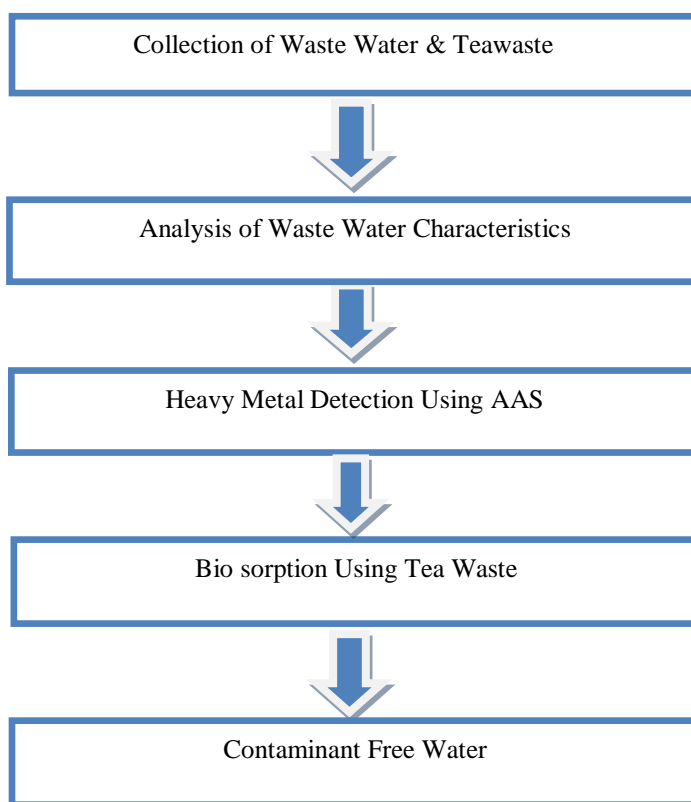 Collection of Waste Water & Teawaste
Analysis of Waste Water Characteristics
Heavy Metal Detection Using AAS
Bio sorption Using Tea Waste
Contaminant Free Water